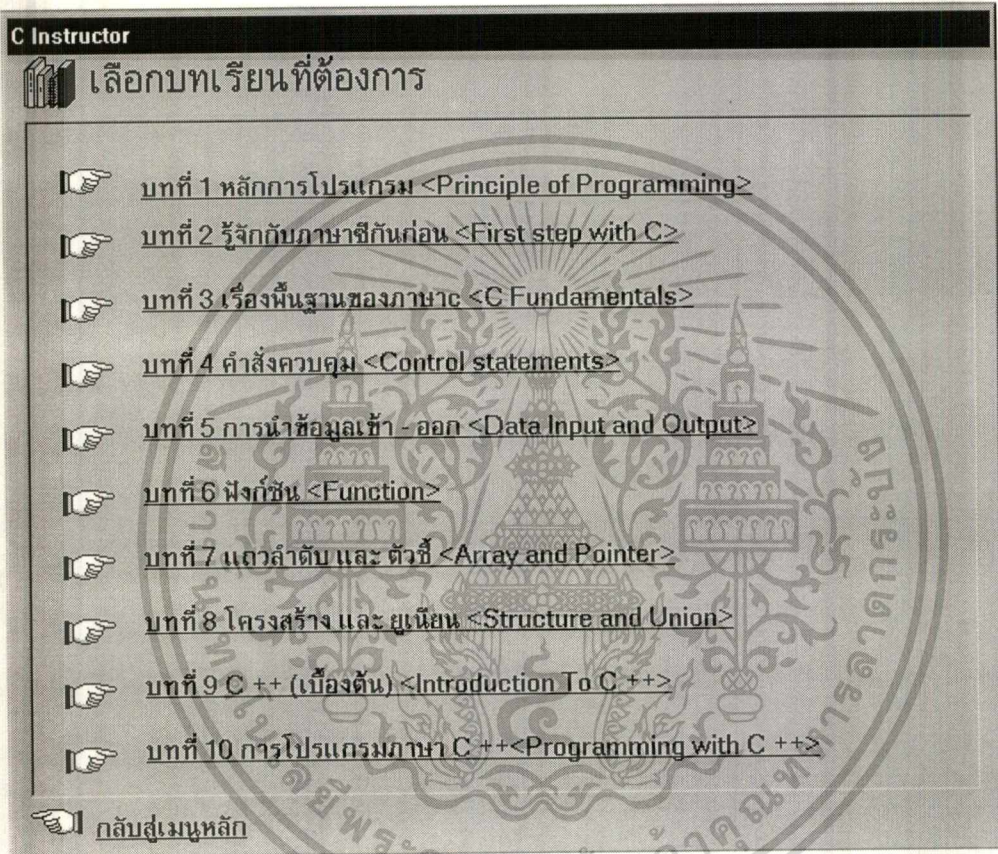 C Instructor
เลือกบทเรียนที่ต้องการ
บทที่ 1 หลักการโปรแกรม <Principle of Programming>
บทที่ 2 รู้จักกับภาษาซีกันก่อน <First step with C>
บทที่ 3 เรื่องพื้นฐานของภาษาc <C Fundamentals>
บทที่ 4 คำสั่งควบคุม <Control statements>
บทที่ 5 การนำข้อมูลเข้า - ออก <Data Input and Output>
บทที่ 6 ฟังก์ชัน <Function>
บทที่ 7 แถวลำดับ และ ตัวชี้ <Array and Pointer>
บทที่ 8 โครงสร้าง และ ยูเนียน <Structure and Union>
บทที่ 9 C ++ (เบื้องต้น) <Introduction To C ++>
บทที่ 10 การโปรแกรมภาษา C ++<Programming with C ++>
กลับสู่เมนูหลัก